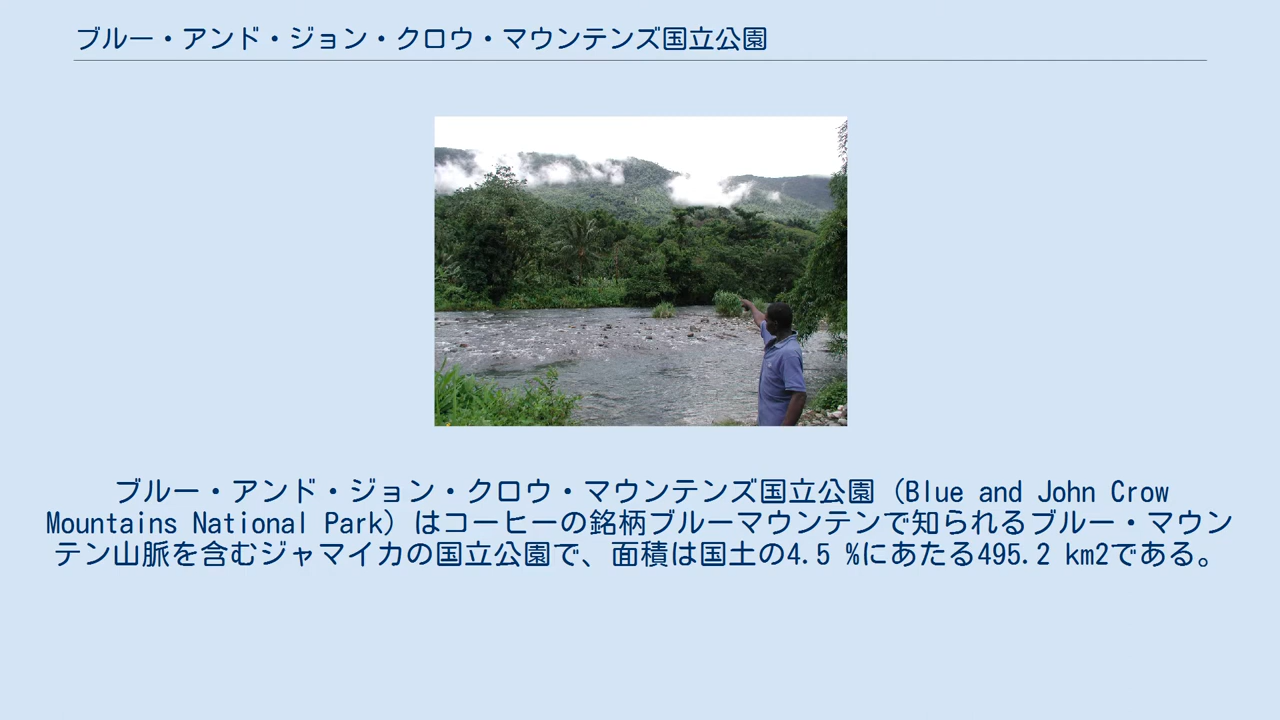 ブルー・アンド・ジョン・クロウ・マウンテンズ国立公園
ブルー・アンド・ジョン・クロウ・マウンテンズ国立公園（Blue and John Crow
Mountains National Park）はコーヒーの銘柄ブルーマウンテンで知られるブルー・マウン
テン山脈を含むジャマイカの国立公園で、面積は国土の4.5 %にあたる495.2 km2である。